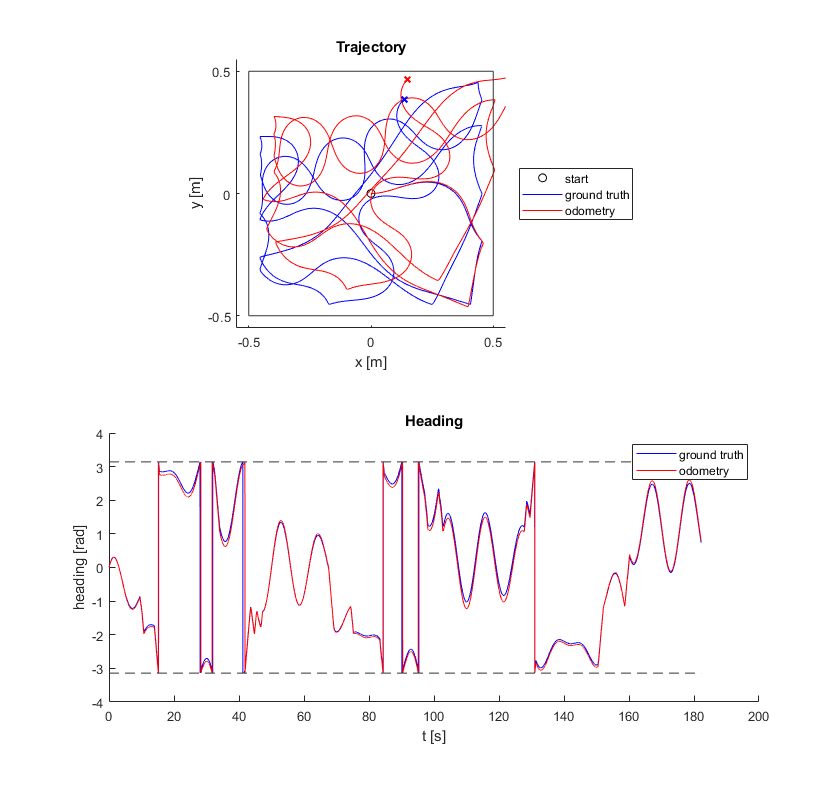 Trajectory
0.5
0
-0.5
y [m]
-0.5
0
0.5
x [m]
start
ground truth
odometry
Heading
4
3
2
1
0
-1
-2
-3
-4
heading [rad]
0
20
40
60
80
100
120
140
160
180
200
t [s]
ground truth
odometry